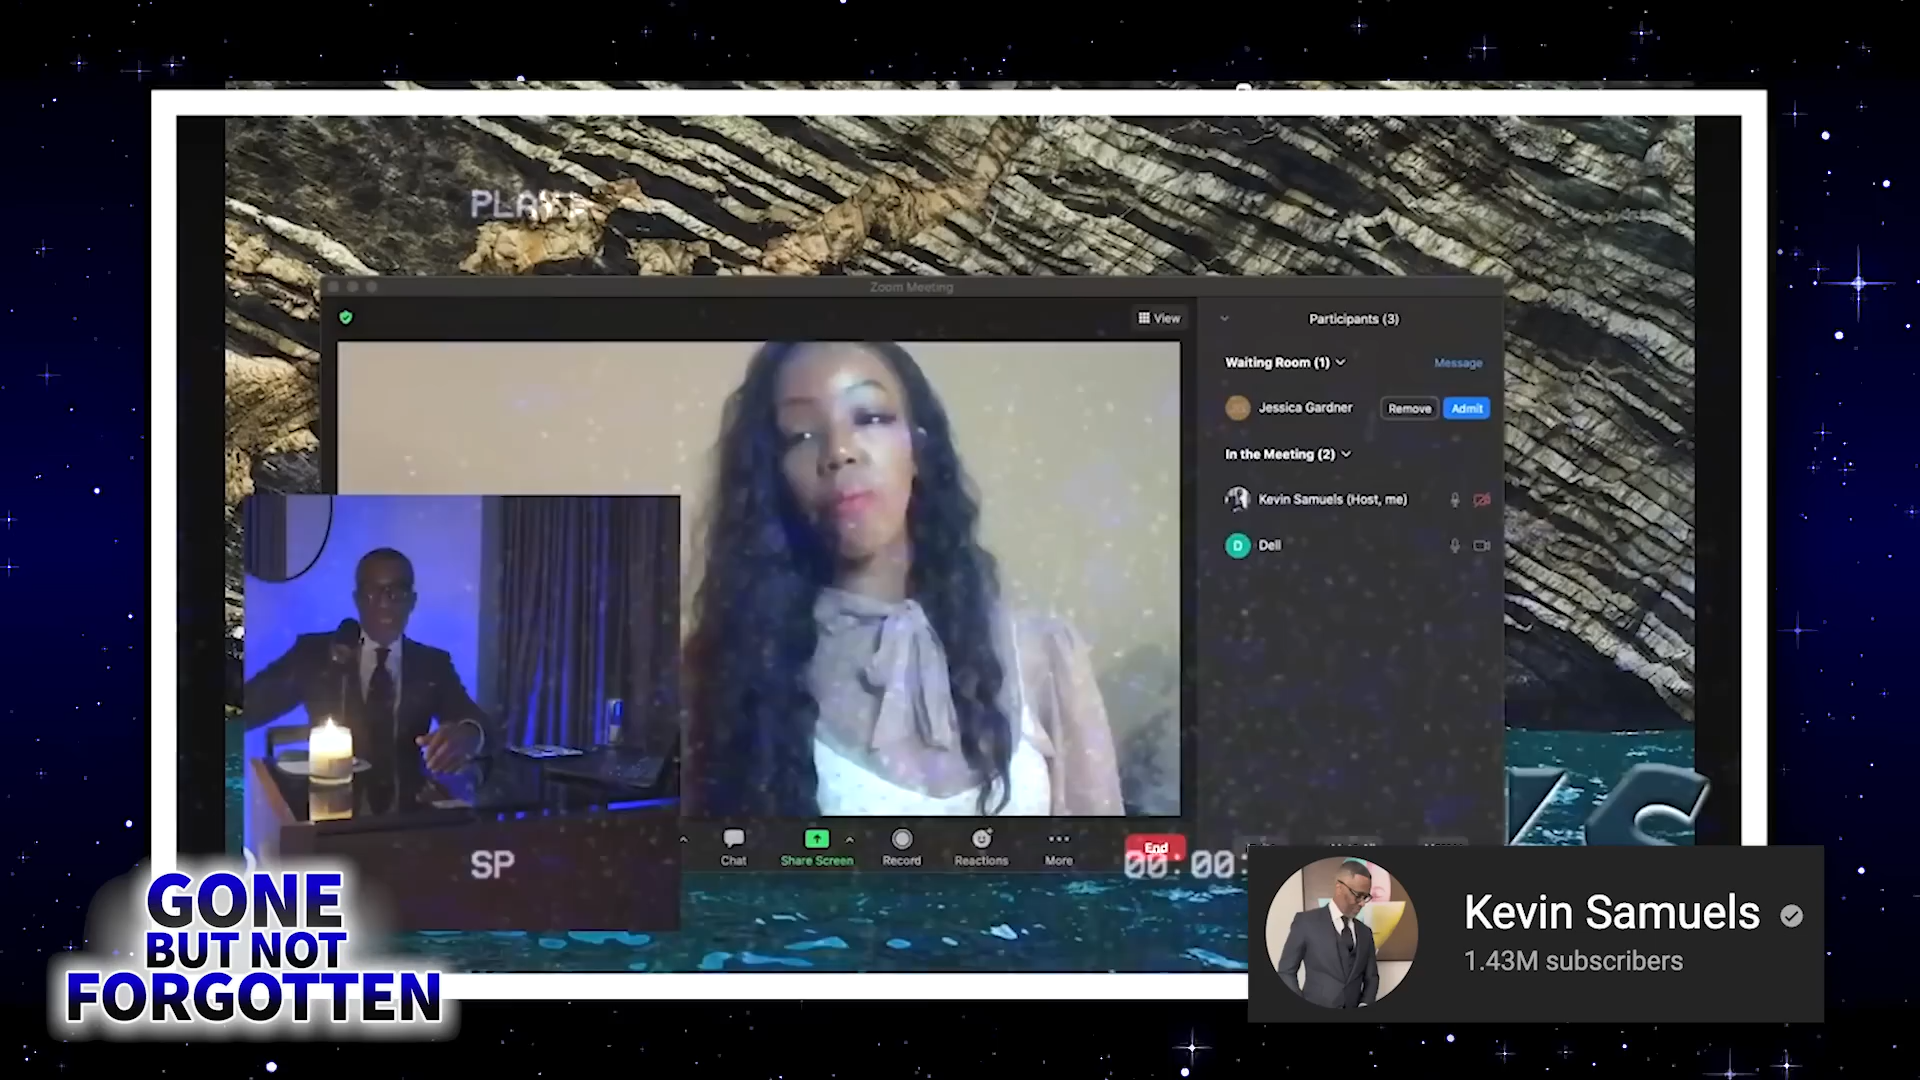 Zoom Meeting
View
Participants (3)
Waiting Room (1)
Message
Jessica Gardner
Remove
Admit
In the Meeting (2)
Kevin Samuels (Host, me)
D
Dell
Chat
Share Screen
Record
Reactions
More
End
SP
00:00:
GONE
BUT NOT
FORGOTTEN
Kevin Samuels
1.43M subscribers